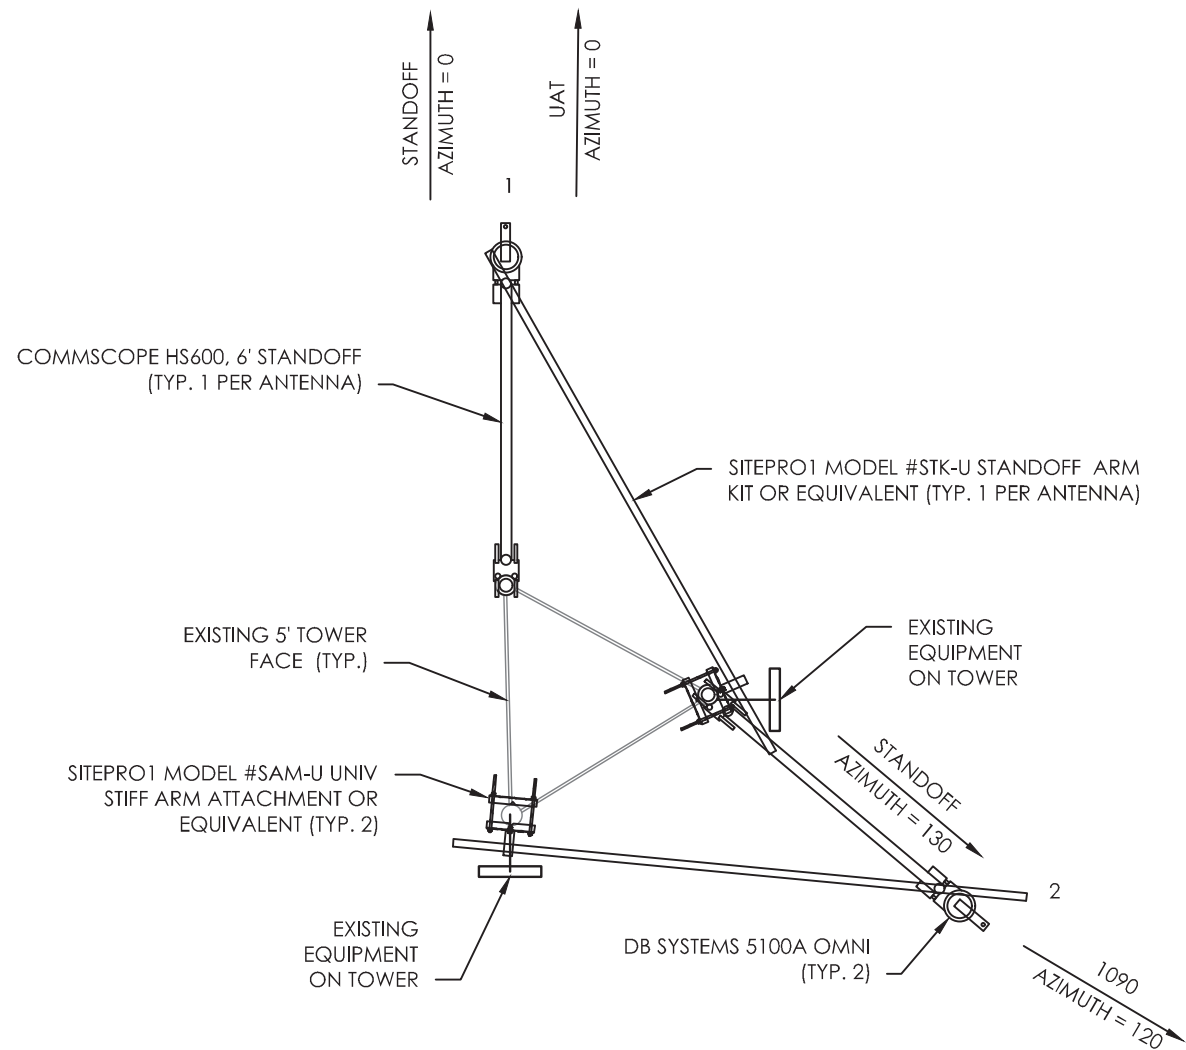 STANDOFF
AZIMUTH = 0
UAT
AZIMUTH = 0
1
COMMSCOPE HS600, 6' STANDOFF
(TYP. 1 PER ANTENNA)
SITEPRO1 MODEL #STK-U STANDOFF ARM
KIT OR EQUIVALENT (TYP. 1 PER ANTENNA)
EXISTING 5' TOWER
FACE (TYP.)
EXISTING
EQUIPMENT
ON TOWER
SITEPRO1 MODEL #SAM-U UNIV
STIFF ARM ATTACHMENT OR
EQUIVALENT (TYP. 2)
STANDOFF
AZIMUTH = 130
2
EXISTING
EQUIPMENT
ON TOWER
DB SYSTEMS 5100A OMNI
(TYP. 2)
1090
AZIMUTH = 120